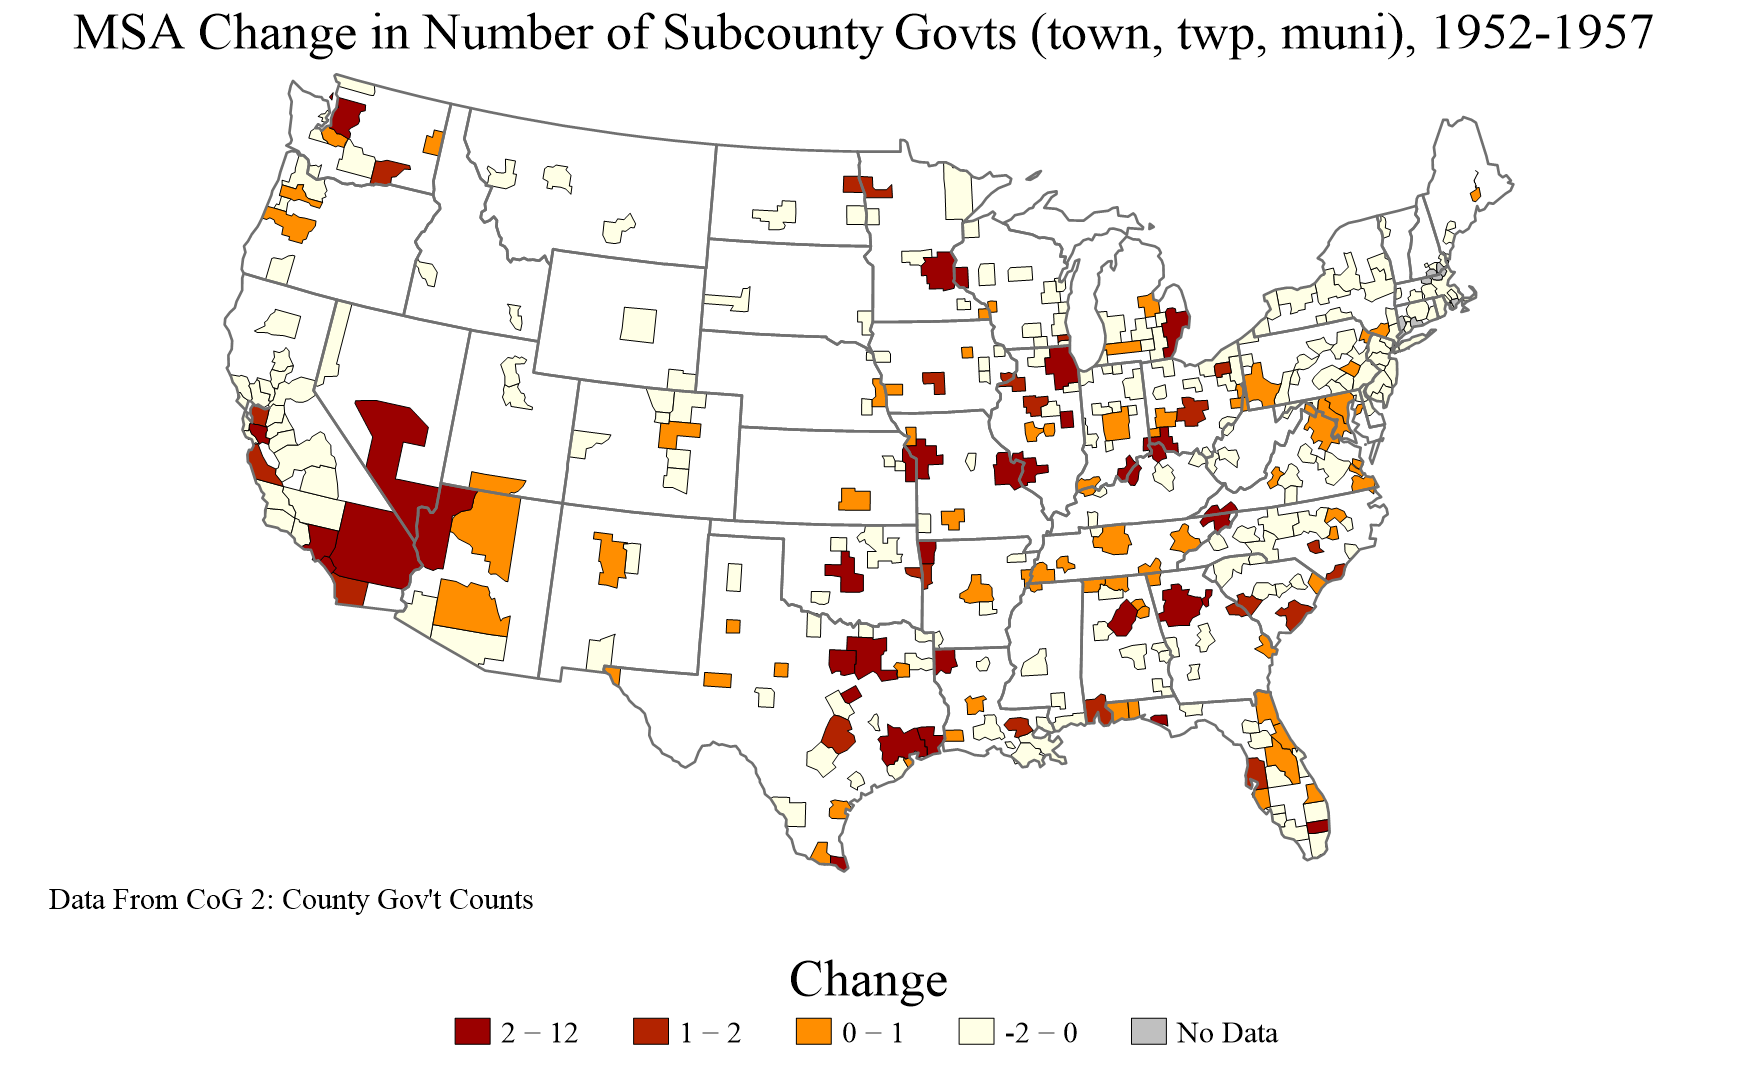 MSA Change in Number of Subcounty Govts (town, twp, muni), 1952-1957
Data From CoG 2: County Gov't Counts
Change
2 – 12 1 – 2 0 – 1 -2 – 0 No Data